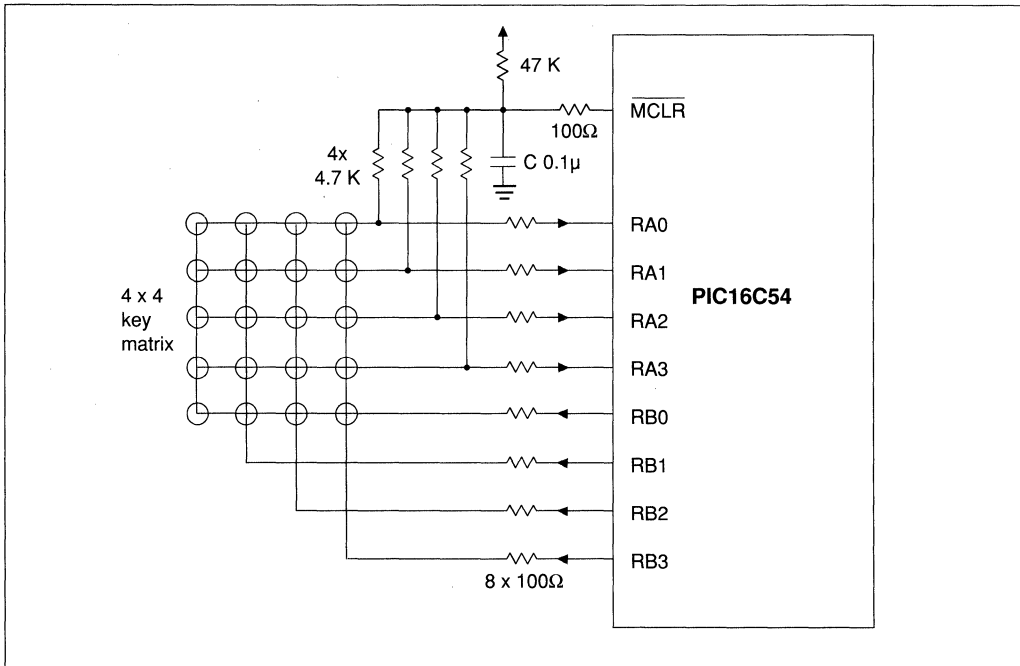 47 K
M̅C̅L̅R̅
100Ω
4x
4.7 K
C 0.1µ
RA0
RA1
4 x 4
key
matrix
PIC16C54
RA2
RA3
RB0
RB1
RB2
RB3
8 x 100Ω